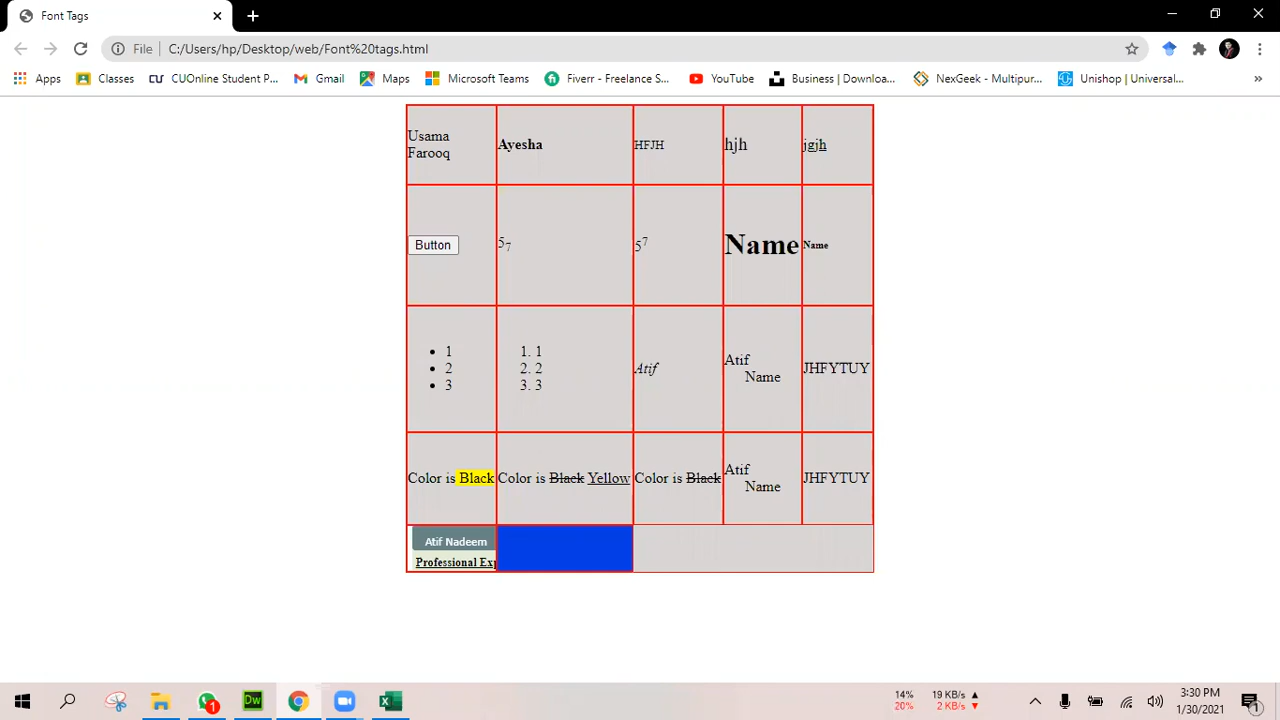 Font Tags
File C:/Users/hp/Desktop/web/Font%20tags.html
Apps Classes CUOnline Student P... Gmail Maps Microsoft Teams Fiverr - Freelance S... YouTube Business | Downloa... NexGeek - Multipur... Unishop | Universal... »
Usama
Farooq
Ayesha
HFJH
hjh
jgjh
Button
5₇
5⁷
Name
Name
• 1
• 2
• 3
1. 1
2. 2
3. 3
Atif
Atif
Name
JHFYTUY
Color is Black
Color is Black Yellow
Color is Black
Atif
Name
JHFYTUY
Atif Nadeem
Professional Exp
14% 19 KB/s
20% 2 KB/s
3:30 PM
1/30/2021
Dw
1
1